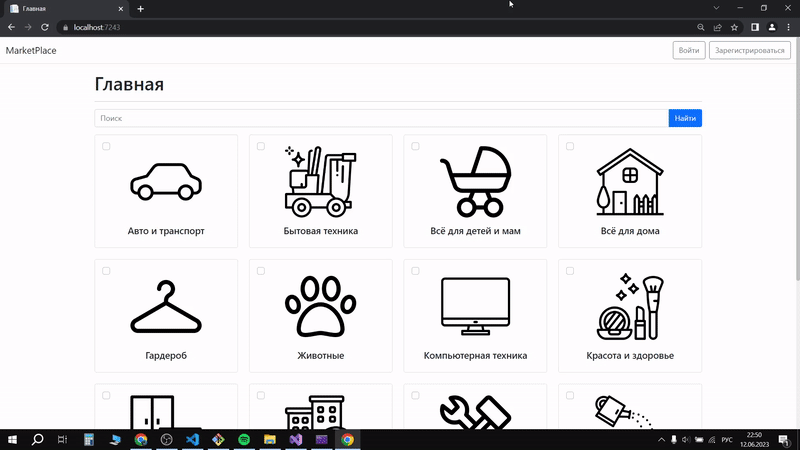 Главная
localhost:7243
MarketPlace
Войти
Зарегистрироваться
Главная
Поиск
Найти
Авто и транспорт
Бытовая техника
Всё для детей и мам
Всё для дома
Гардероб
Животные
Компьютерная техника
Красота и здоровье
РУС
22:50
12.06.2023
1